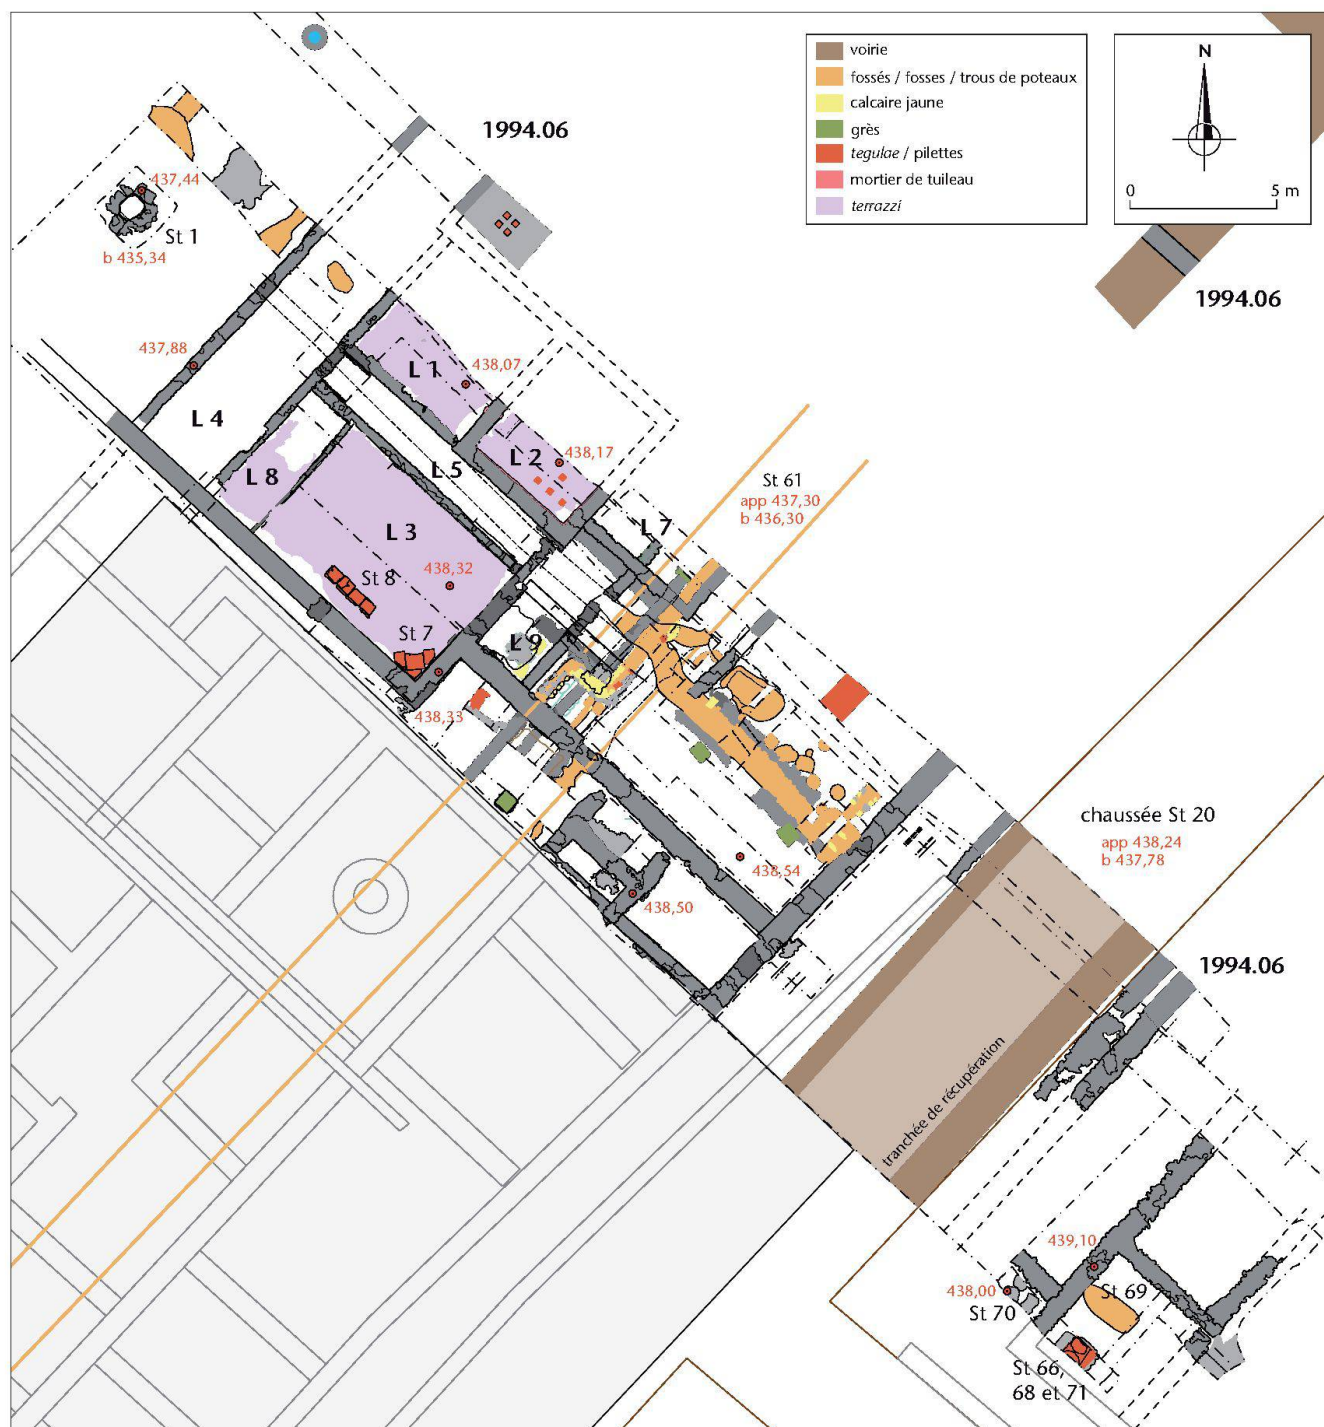 voirie
fossés / fosses / trous de poteaux
calcaire jaune
grès
tegulae / pilettes
mortier de tuileau
terrazzi
N
0 5 m
1994.06
1994.06
437,44
St 1
b 435,34
437,88
L 1
438,07
L 4
L 2
438,17
L 5
L 8
St 61
app 437,30
b 436,30
L 3
L 7
St 8
438,32
St 7
L 9
438,33
chaussée St 20
app 438,24
b 437,78
438,54
438,50
1994.06
tranchée de récupération
439,10
438,00
St 69
St 70
St 66,
68 et 71